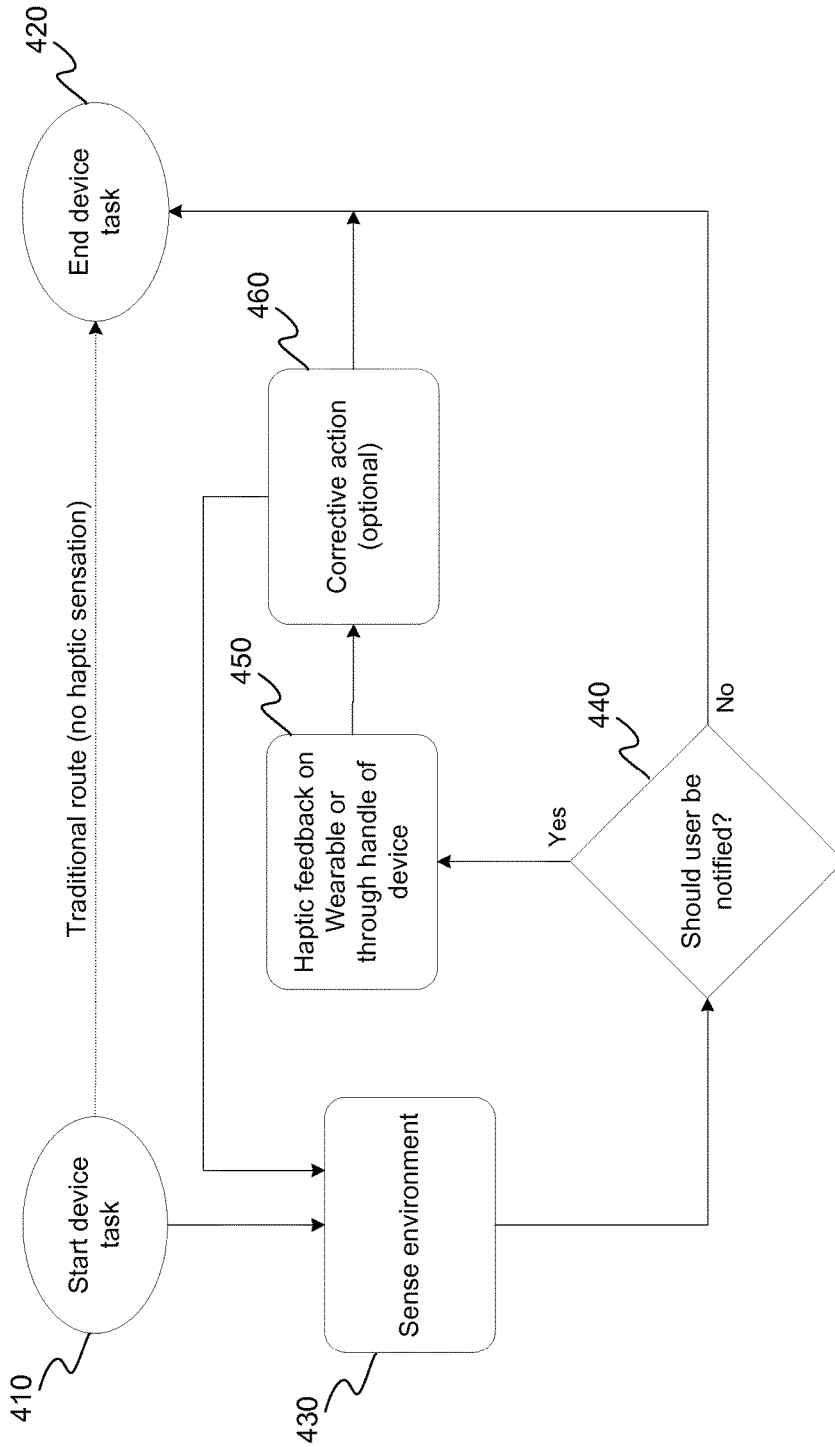 410
Start device
task
Traditional route (no haptic sensation)
End device
task
420
430
Sense environment
450
Haptic feedback on
Wearable or
through handle of
device
460
Corrective action
(optional)
440
Should user be
notified?
Yes
No